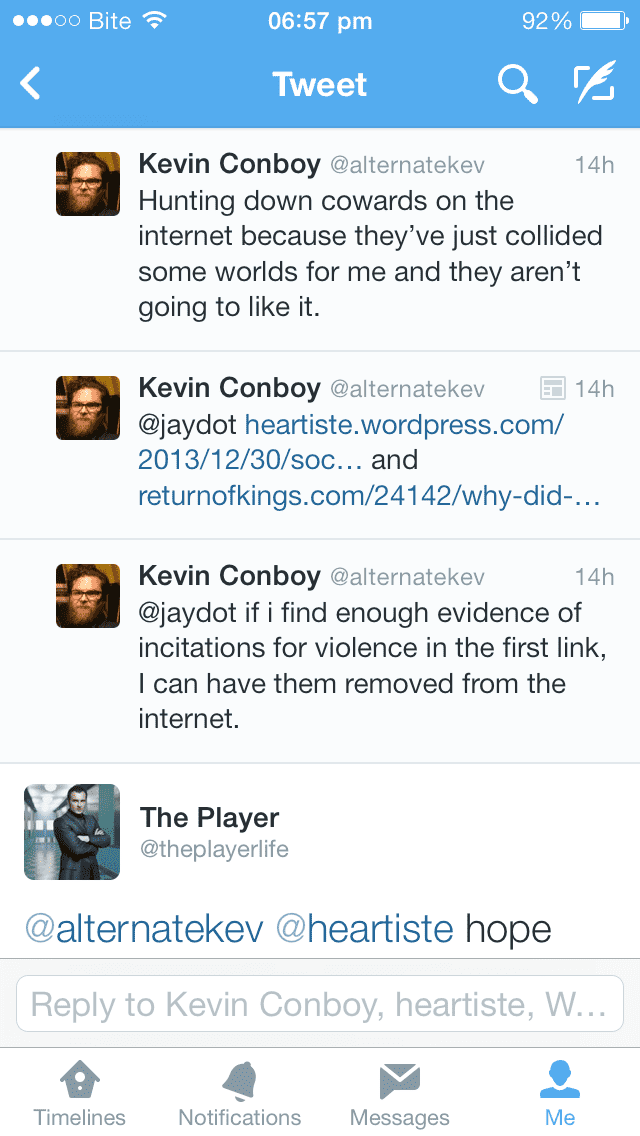 Bite 06:57 pm 92%
Tweet
Kevin Conboy @alternatekev 14h
Hunting down cowards on the
internet because they’ve just collided
some worlds for me and they aren’t
going to like it.
Kevin Conboy @alternatekev 14h
@jaydot heartiste.wordpress.com/
2013/12/30/soc… and
returnofkings.com/24142/why-did-…
Kevin Conboy @alternatekev 14h
@jaydot if i find enough evidence of
incitations for violence in the first link,
I can have them removed from the
internet.
The Player
@theplayerlife
@alternatekev @heartiste hope
Reply to Kevin Conboy, heartiste, W…
Timelines Notifications Messages Me